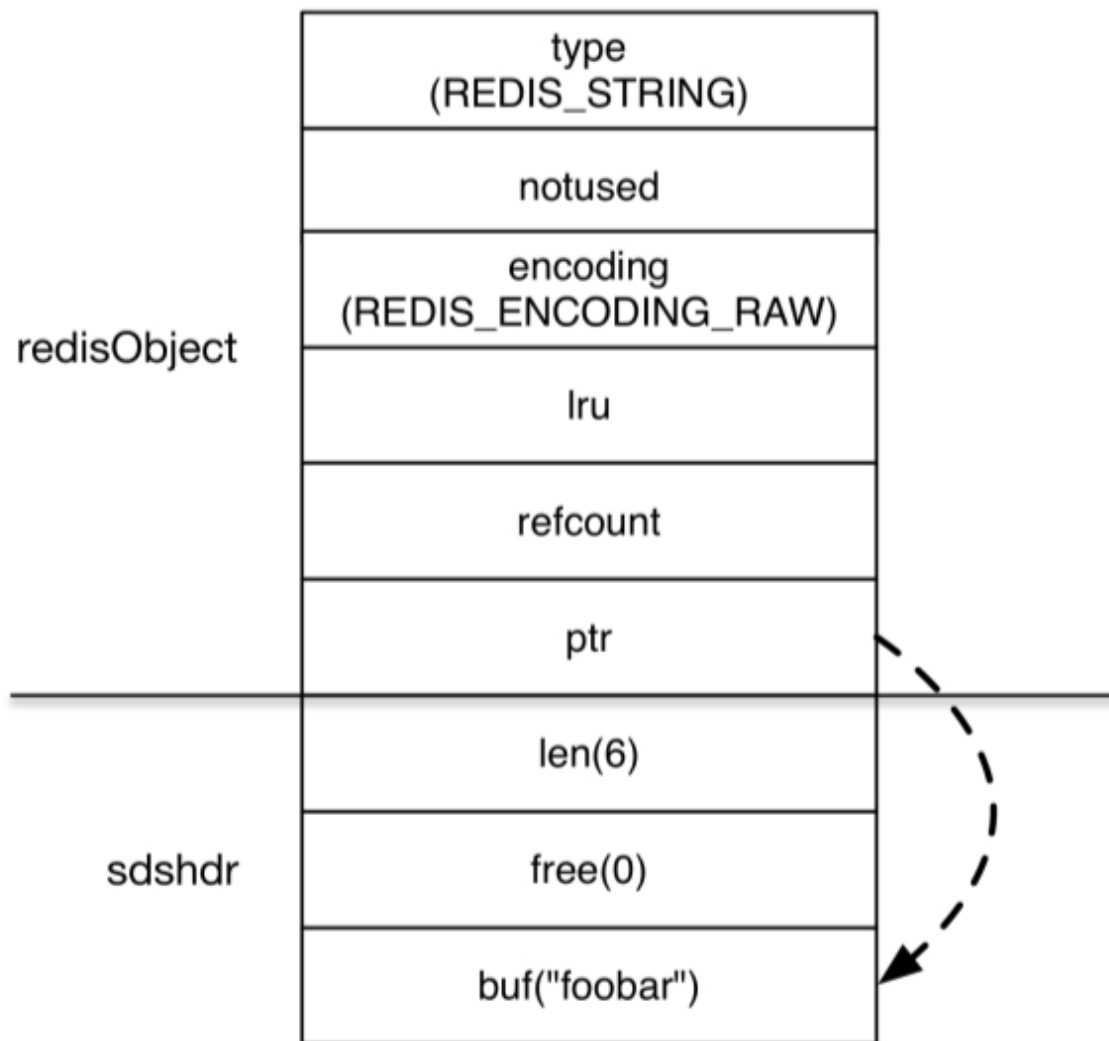 type
(REDIS_STRING)
notused
encoding
(REDIS_ENCODING_RAW)
redisObject
lru
refcount
ptr
len(6)
sdshdr
free(0)
buf("foobar")